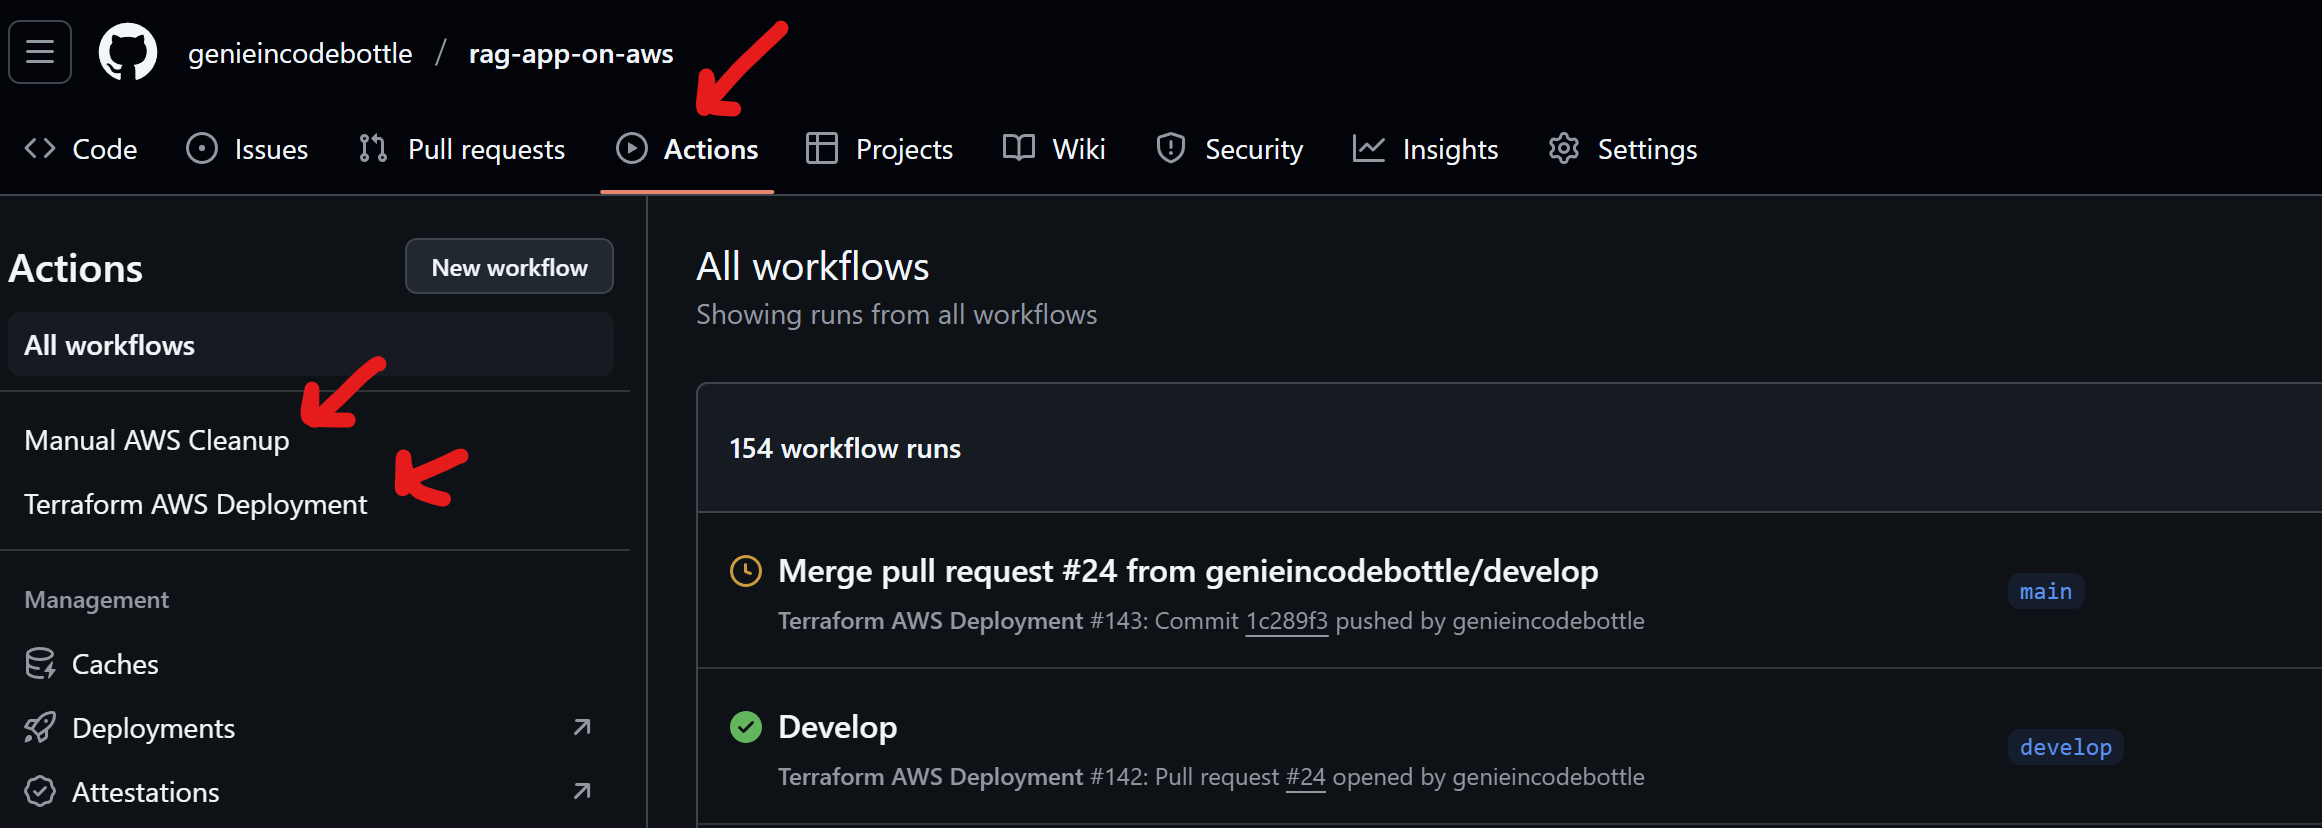 genieincodebottle / rag-app-on-aws
Code Issues Pull requests Actions Projects Wiki Security Insights Settings
Actions
New workflow
All workflows
Manual AWS Cleanup
Terraform AWS Deployment
Management
Caches
Deployments
Attestations
All workflows
Showing runs from all workflows
154 workflow runs
Merge pull request #24 from genieincodebottle/develop
main
Terraform AWS Deployment #143: Commit 1c289f3 pushed by genieincodebottle
Develop
develop
Terraform AWS Deployment #142: Pull request #24 opened by genieincodebottle